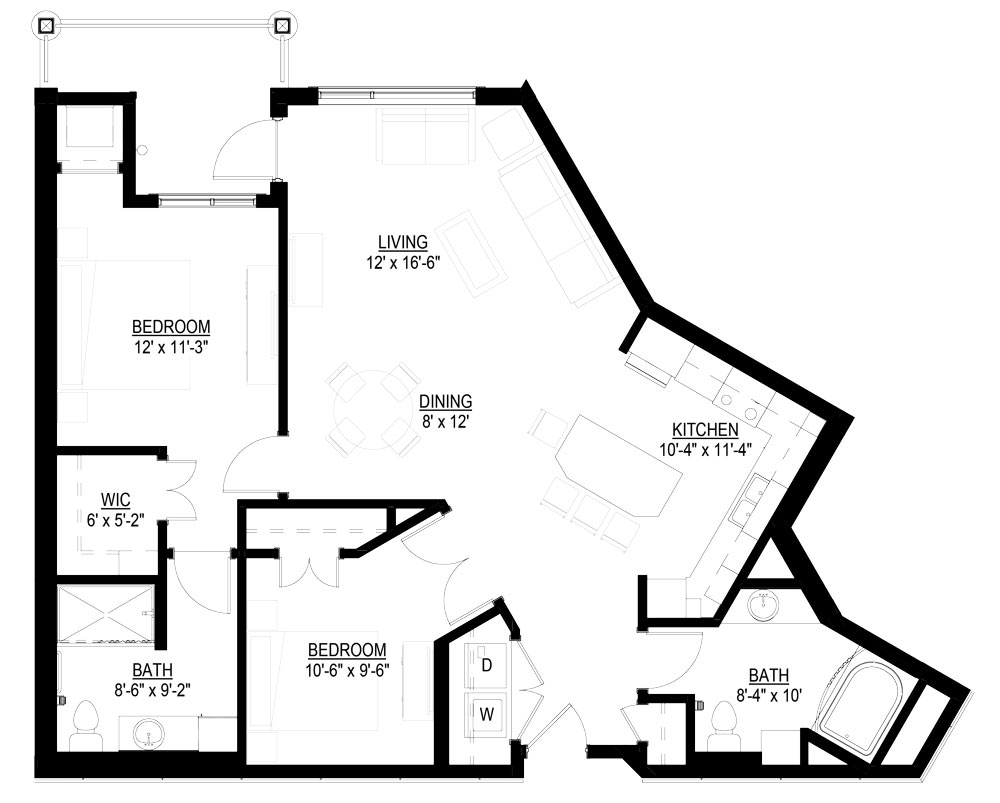 LIVING
12' x 16'-6"
BEDROOM
12' x 11'-3"
DINING
8' x 12'
KITCHEN
10'-4" x 11'-4"
WIC
6' x 5'-2"
BEDROOM
10'-6" x 9'-6"
BATH
8'-6" x 9'-2"
D
W
BATH
8'-4" x 10'